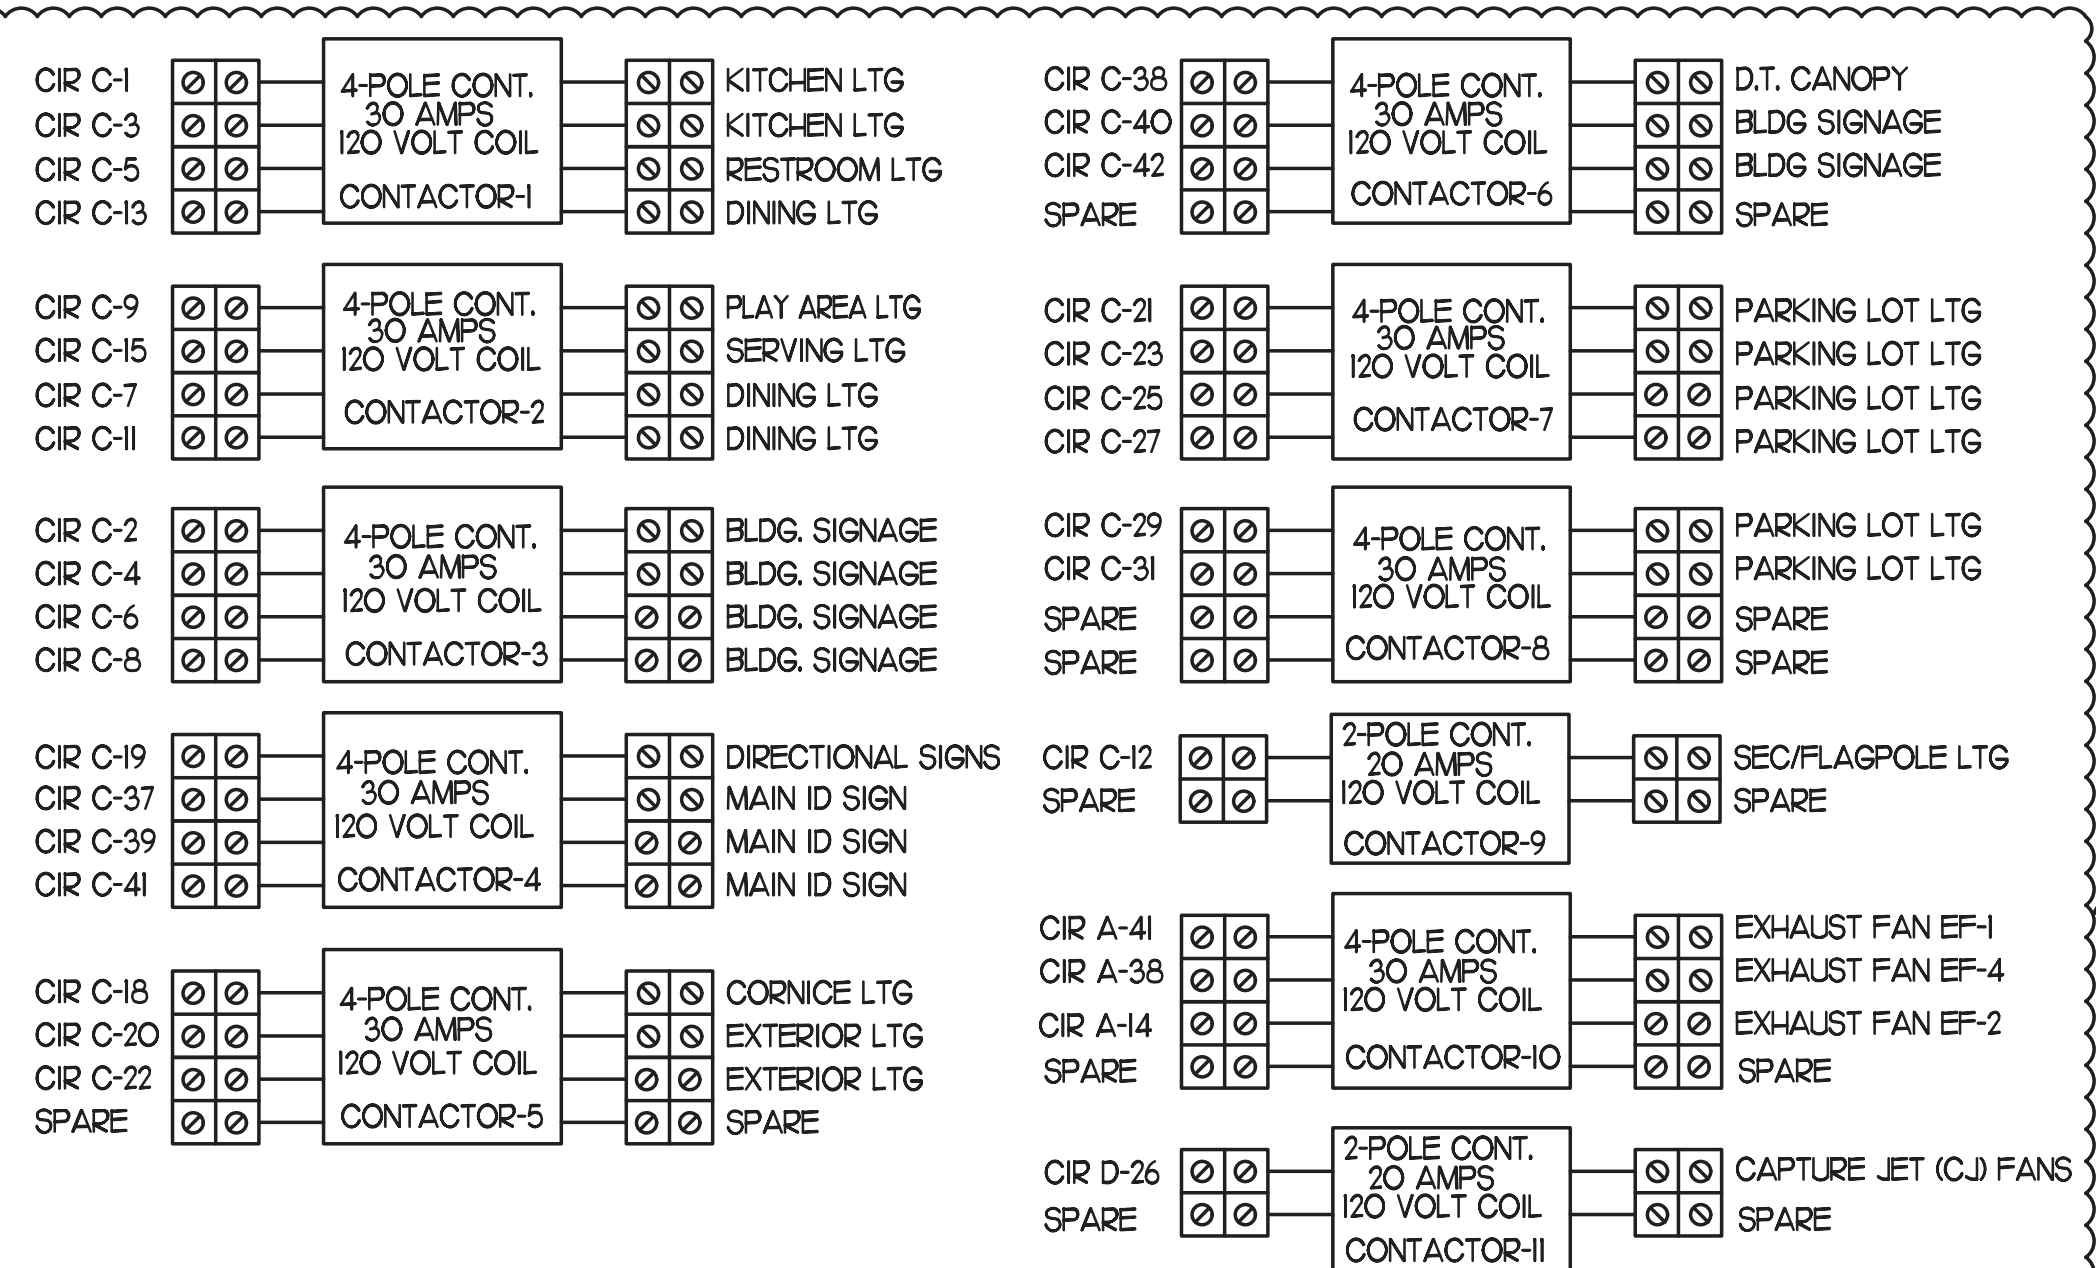 CIR C-1
CIR C-3
CIR C-5
CIR C-13
4-POLE CONT.
30 AMPS
120 VOLT COIL
CONTACTOR-1
KITCHEN LTG
KITCHEN LTG
RESTROOM LTG
DINING LTG
CIR C-9
CIR C-15
CIR C-7
CIR C-11
4-POLE CONT.
30 AMPS
120 VOLT COIL
CONTACTOR-2
PLAY AREA LTG
SERVING LTG
DINING LTG
DINING LTG
CIR C-2
CIR C-4
CIR C-6
CIR C-8
4-POLE CONT.
30 AMPS
120 VOLT COIL
CONTACTOR-3
BLDG. SIGNAGE
BLDG. SIGNAGE
BLDG. SIGNAGE
BLDG. SIGNAGE
CIR C-19
CIR C-37
CIR C-39
CIR C-41
4-POLE CONT.
30 AMPS
120 VOLT COIL
CONTACTOR-4
DIRECTIONAL SIGNS
MAIN ID SIGN
MAIN ID SIGN
MAIN ID SIGN
CIR C-18
CIR C-20
CIR C-22
SPARE
4-POLE CONT.
30 AMPS
120 VOLT COIL
CONTACTOR-5
CORNICE LTG
EXTERIOR LTG
EXTERIOR LTG
SPARE
CIR C-38
CIR C-40
CIR C-42
SPARE
4-POLE CONT.
30 AMPS
120 VOLT COIL
CONTACTOR-6
D.T. CANOPY
BLDG SIGNAGE
BLDG SIGNAGE
SPARE
CIR C-21
CIR C-23
CIR C-25
CIR C-27
4-POLE CONT.
30 AMPS
120 VOLT COIL
CONTACTOR-7
PARKING LOT LTG
PARKING LOT LTG
PARKING LOT LTG
PARKING LOT LTG
CIR C-29
CIR C-31
SPARE
SPARE
4-POLE CONT.
30 AMPS
120 VOLT COIL
CONTACTOR-8
PARKING LOT LTG
PARKING LOT LTG
SPARE
SPARE
CIR C-12
SPARE
2-POLE CONT.
20 AMPS
120 VOLT COIL
CONTACTOR-9
SEC/FLAGPOLE LTG
SPARE
CIR A-41
CIR A-38
CIR A-14
SPARE
4-POLE CONT.
30 AMPS
120 VOLT COIL
CONTACTOR-10
EXHAUST FAN EF-1
EXHAUST FAN EF-4
EXHAUST FAN EF-2
SPARE
CIR D-26
SPARE
2-POLE CONT.
20 AMPS
120 VOLT COIL
CONTACTOR-11
CAPTURE JET (CJ) FANS
SPARE